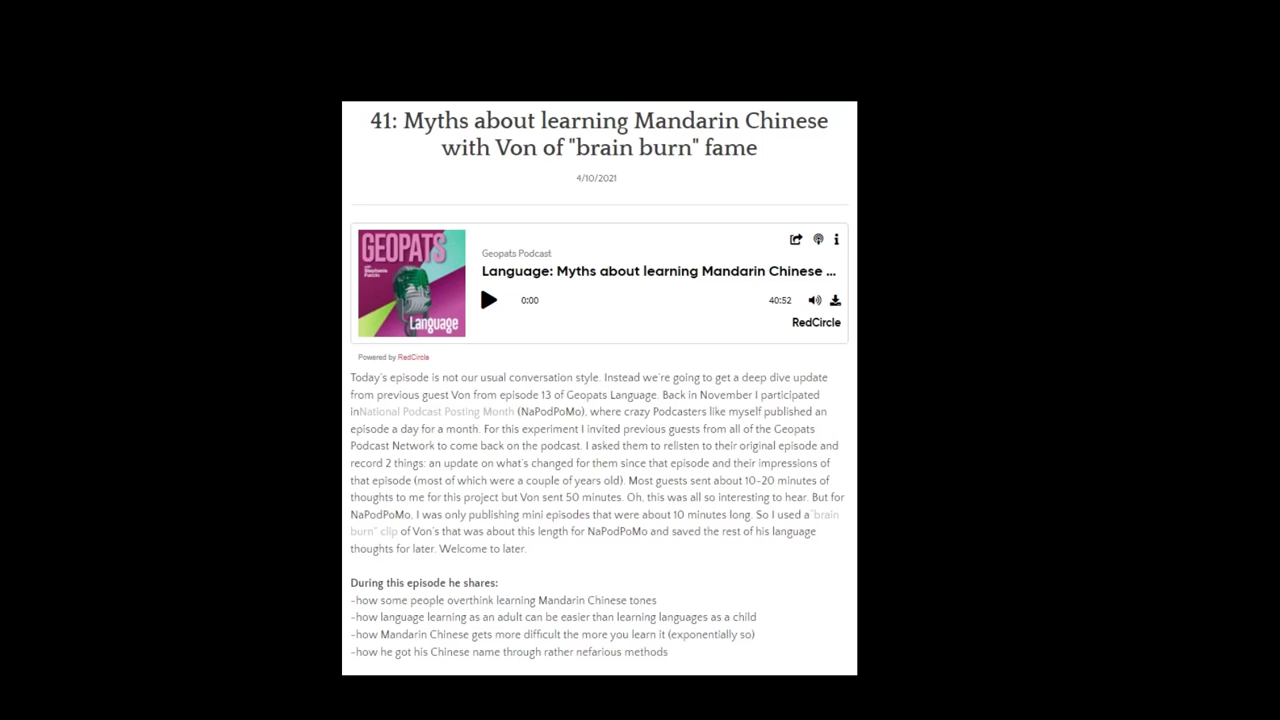 41: Myths about learning Mandarin Chinese
with Von of "brain burn" fame
4/10/2021
GEOPATS
with Stephanie
Fuccio
Language
Geopats Podcast
Language: Myths about learning Mandarin Chinese ...
0:00
40:52
RedCircle
Powered by RedCircle
Today's episode is not our usual conversation style. Instead we're going to get a deep dive update
from previous guest Von from episode 13 of Geopats Language. Back in November I participated
inNational Podcast Posting Month (NaPodPoMo), where crazy Podcasters like myself published an
episode a day for a month. For this experiment I invited previous guests from all of the Geopats
Podcast Network to come back on the podcast. I asked them to relisten to their original episode and
record 2 things: an update on what's changed for them since that episode and their impressions of
that episode (most of which were a couple of years old). Most guests sent about 10-20 minutes of
thoughts to me for this project but Von sent 50 minutes. Oh, this was all so interesting to hear. But for
NaPodPoMo, I was only publishing mini episodes that were about 10 minutes long. So I used a"brain
burn" clip of Von's that was about this length for NaPodPoMo and saved the rest of his language
thoughts for later. Welcome to later.
During this episode he shares:
-how some people overthink learning Mandarin Chinese tones
-how language learning as an adult can be easier than learning languages as a child
-how Mandarin Chinese gets more difficult the more you learn it (exponentially so)
-how he got his Chinese name through rather nefarious methods